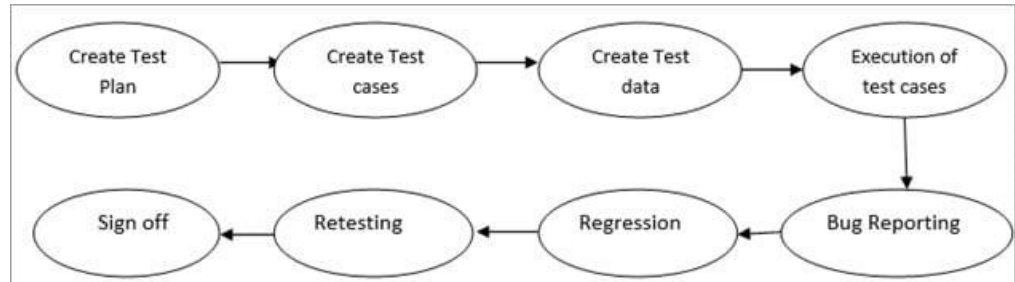 Create Test
Plan
Create Test
cases
Create Test
data
Execution of
test cases
Bug Reporting
Regression
Retesting
Sign off